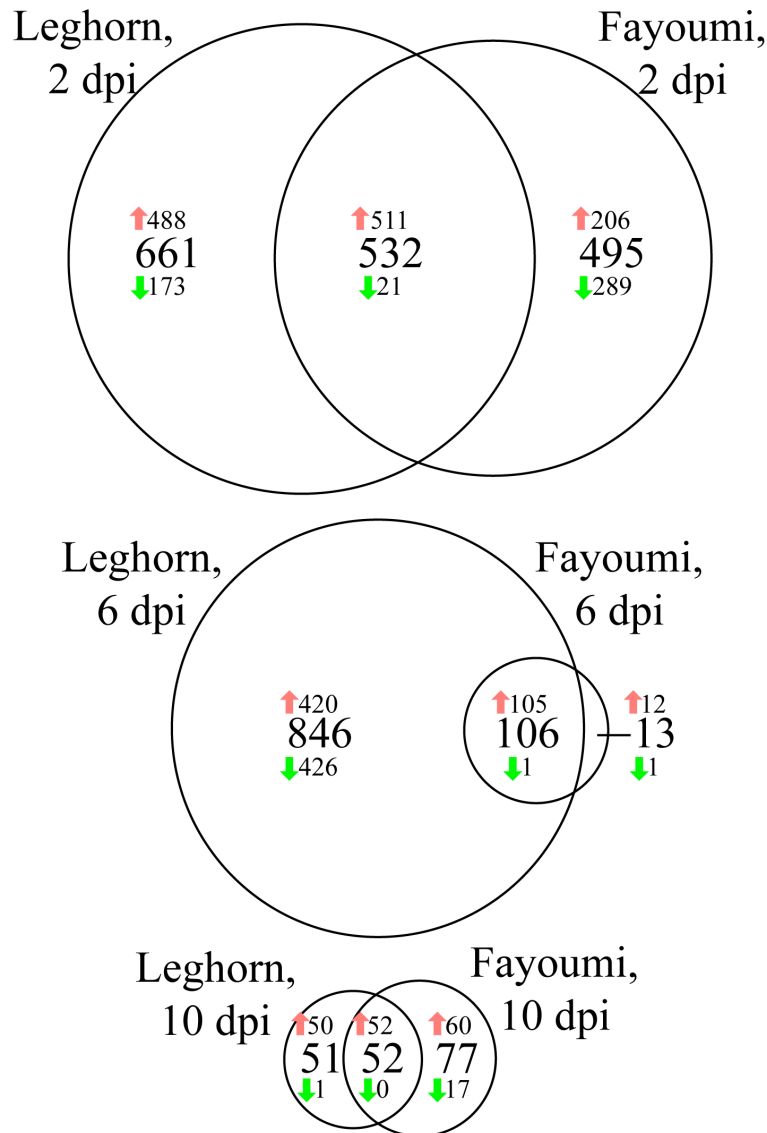 Leghorn,
2 dpi
Fayoumi,
2 dpi
488
661
173
511
532
21
206
495
289
Leghorn,
6 dpi
Fayoumi,
6 dpi
420
846
426
105
106
1
12
13
1
Leghorn,
10 dpi
Fayoumi,
10 dpi
50
51
1
52
52
0
60
77
17